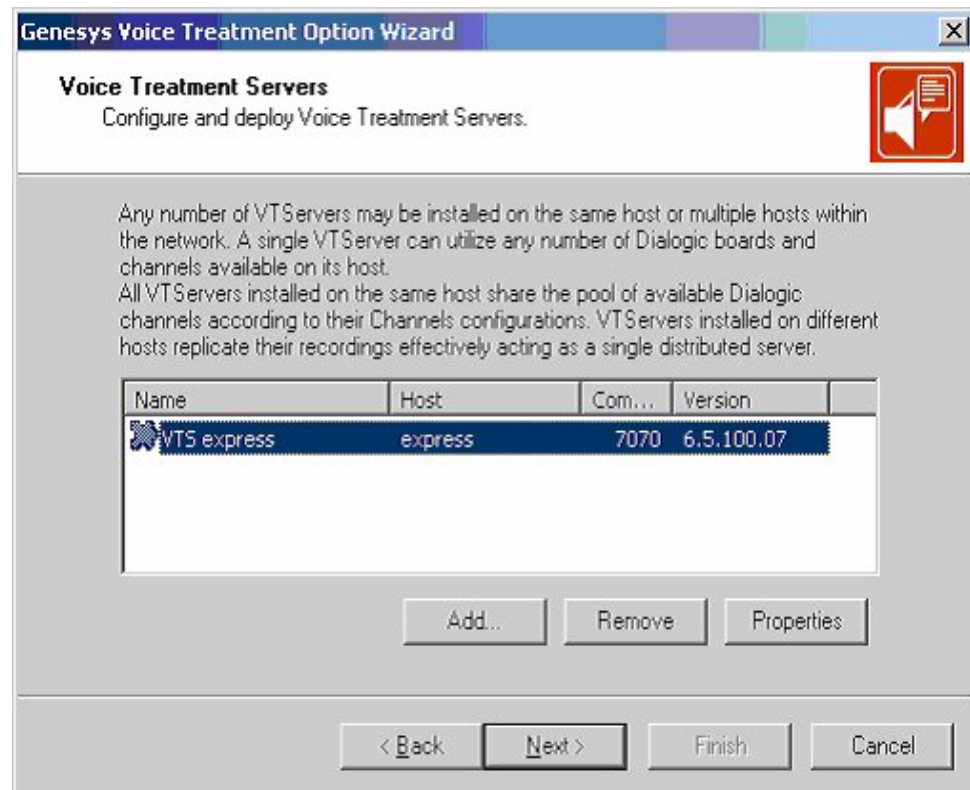 Genesys Voice Treatment Option Wizard
Voice Treatment Servers
Configure and deploy Voice Treatment Servers.
Any number of VTServers may be installed on the same host or multiple hosts within
the network. A single VTServer can utilize any number of Dialogic boards and
channels available on its host.
All VTServers installed on the same host share the pool of available Dialogic
channels according to their Channels configurations. VTServers installed on different
hosts replicate their recordings effectively acting as a single distributed server.
Name Host Com... Version
VTS express express 7070 6.5.100.07
Add... Remove Properties
< Back Next > Finish Cancel